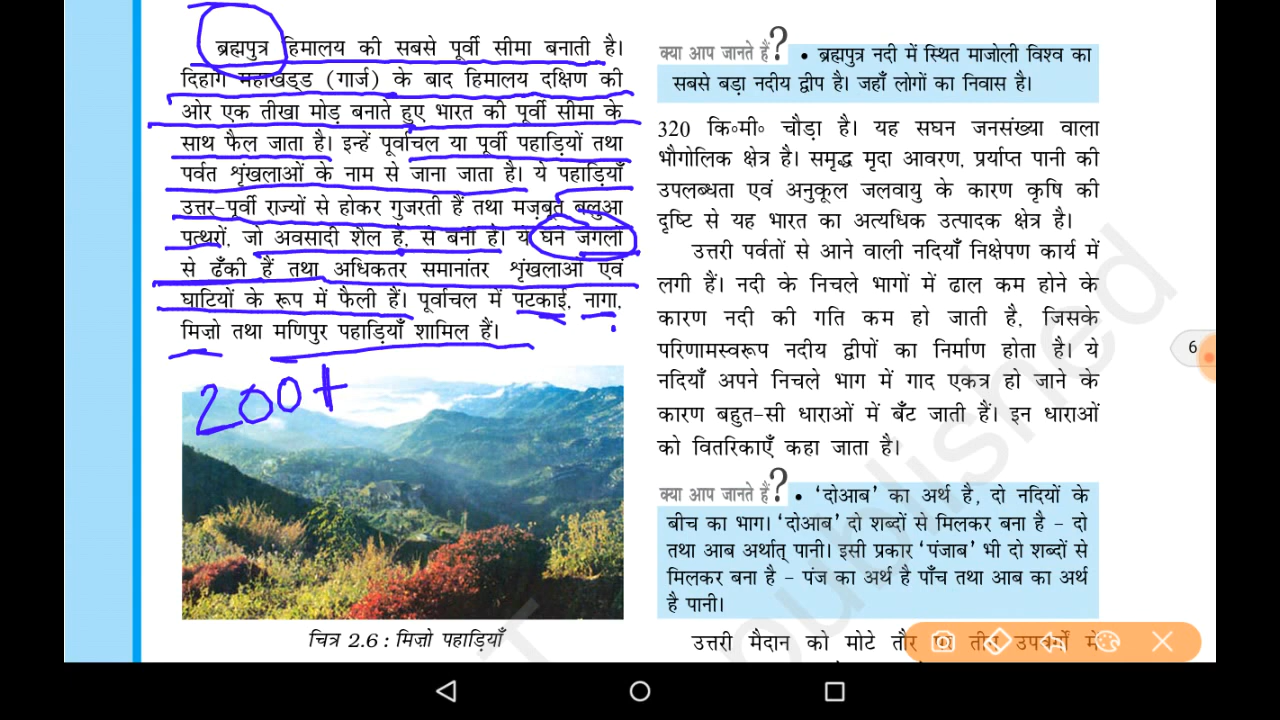 ब्रह्मपुत्र हिमालय की सबसे पूर्वी सीमा बनाती है।
दिहांग महाखड्ड (गार्ज) के बाद हिमालय दक्षिण की
ओर एक तीखा मोड़ बनाते हुए भारत की पूर्वी सीमा के
साथ फैल जाता है। इन्हें पूर्वांचल या पूर्वी पहाड़ियों तथा
पर्वत शृंखलाओं के नाम से जाना जाता है। ये पहाड़ियाँ
उत्तर-पूर्वी राज्यों से होकर गुजरती हैं तथा मज़बूत बलुआ
पत्थरों, जो अवसादी शैल है, से बनी है। ये घने जंगलों
से ढँकी हैं तथा अधिकतर समानांतर शृंखलाओं एवं
घाटियों के रूप में फैली हैं। पूर्वांचल में पटकाई, नागा,
मिज़ो तथा मणिपुर पहाड़ियाँ शामिल हैं।
200+
चित्र 2.6 : मिज़ो पहाड़ियाँ
क्या आप जानते हैं? • ब्रह्मपुत्र नदी में स्थित माजोली विश्व का
सबसे बड़ा नदीय द्वीप है। जहाँ लोगों का निवास है।
320 कि॰मी॰ चौड़ा है। यह सघन जनसंख्या वाला
भौगोलिक क्षेत्र है। समृद्ध मृदा आवरण, प्रर्याप्त पानी की
उपलब्धता एवं अनुकूल जलवायु के कारण कृषि की
दृष्टि से यह भारत का अत्यधिक उत्पादक क्षेत्र है।
उत्तरी पर्वतों से आने वाली नदियाँ निक्षेपण कार्य में
लगी हैं। नदी के निचले भागों में ढाल कम होने के
कारण नदी की गति कम हो जाती है, जिसके
परिणामस्वरूप नदीय द्वीपों का निर्माण होता है। ये
नदियाँ अपने निचले भाग में गाद एकत्र हो जाने के
कारण बहुत-सी धाराओं में बँट जाती हैं। इन धाराओं
को वितरिकाएँ कहा जाता है।
क्या आप जानते हैं? • 'दोआब' का अर्थ है, दो नदियों के
बीच का भाग। 'दोआब' दो शब्दों से मिलकर बना है - दो
तथा आब अर्थात् पानी। इसी प्रकार 'पंजाब' भी दो शब्दों से
मिलकर बना है - पंज का अर्थ है पाँच तथा आब का अर्थ
है पानी।
उत्तरी मैदान को मोटे तौर पर तीन उपवर्गों में
6